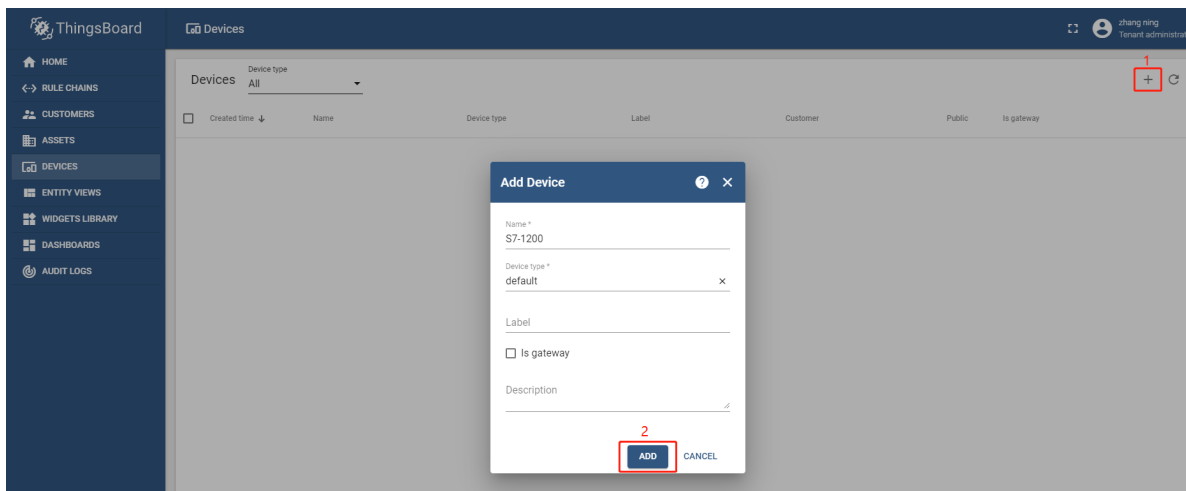 ThingsBoard
Devices
zhang ning
Tenant administrat
HOME
RULE CHAINS
CUSTOMERS
ASSETS
DEVICES
ENTITY VIEWS
WIDGETS LIBRARY
DASHBOARDS
AUDIT LOGS
Devices
Device type
All
1
+
Created time ↓ Name Device type Label Customer Public Is gateway
Add Device ? ×
Name *
S7-1200
Device type *
default ×
Label
Is gateway
Description
2
ADD CANCEL